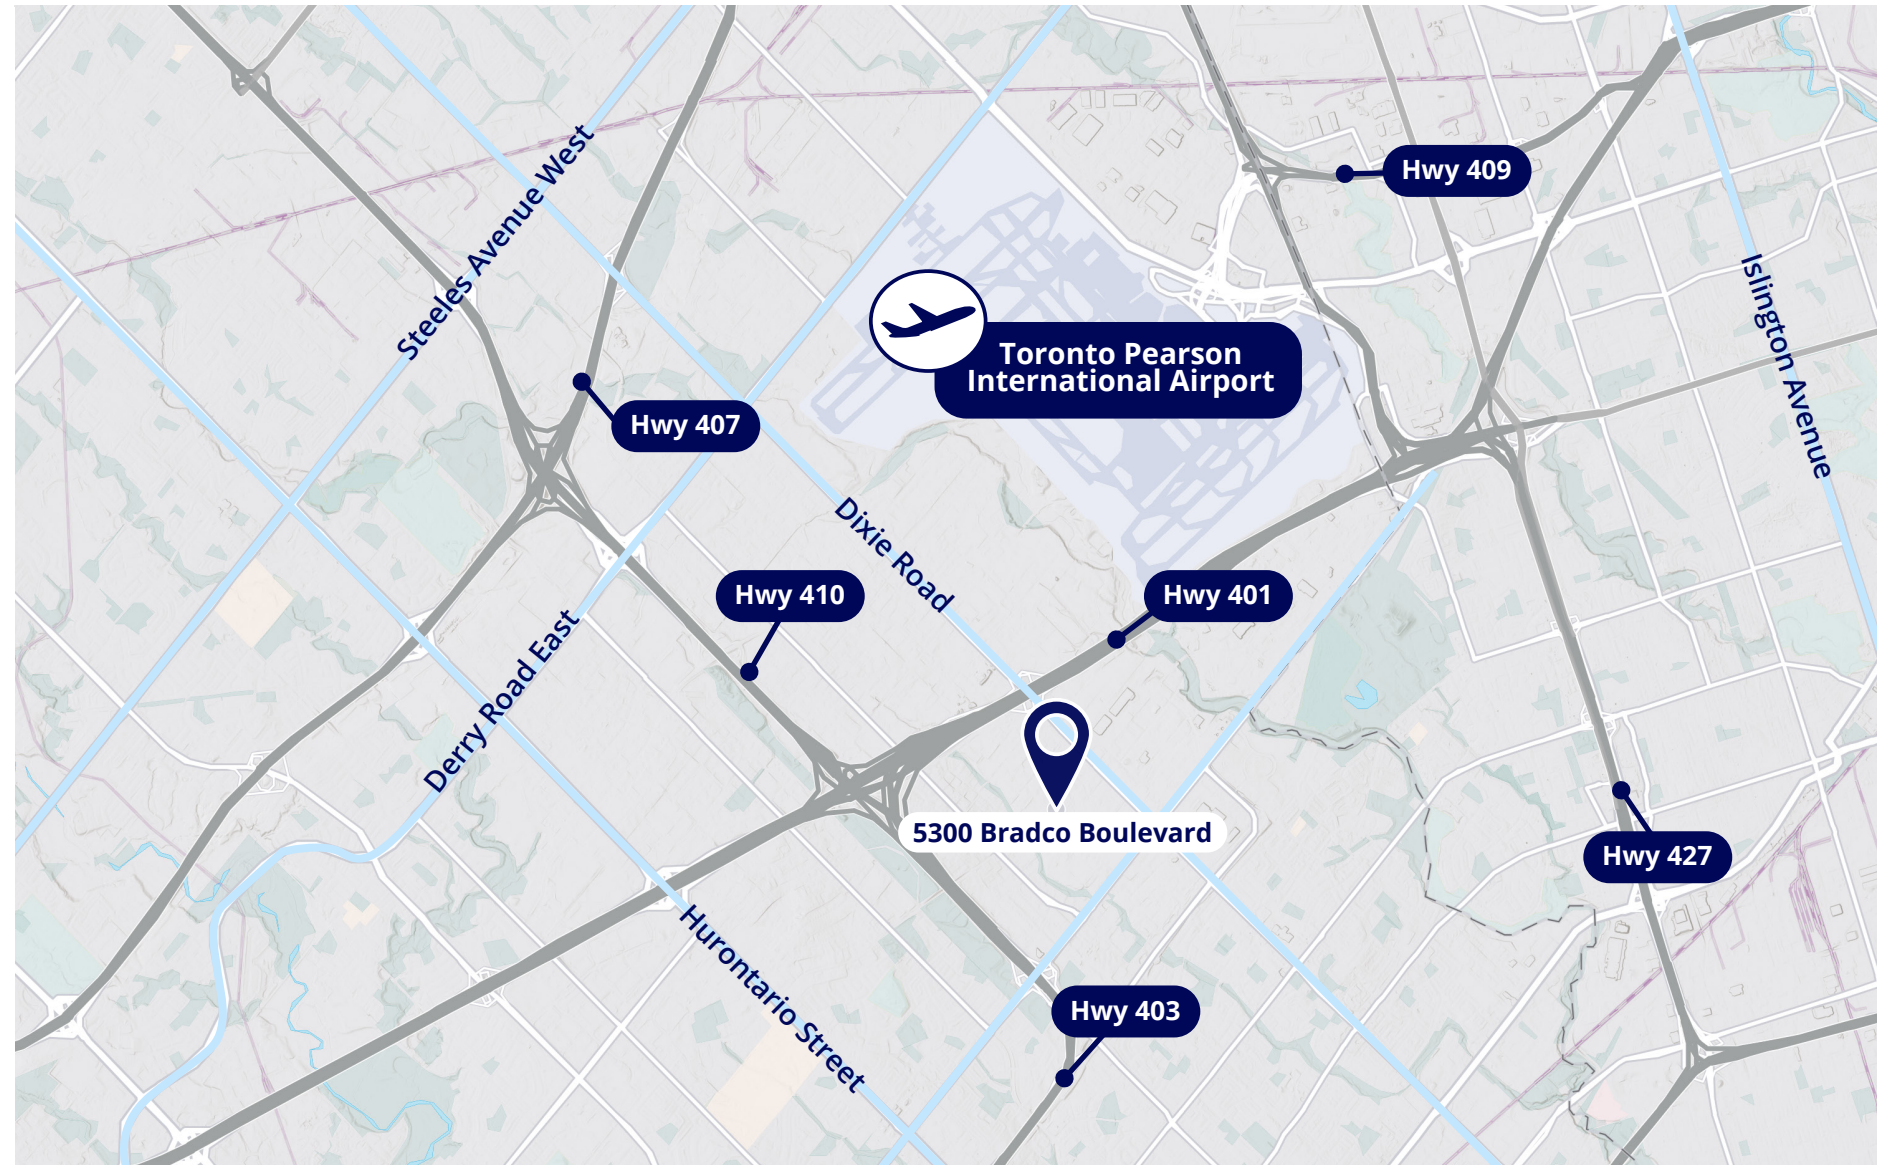 Steeles Avenue West
Hwy 409
Islington Avenue
Toronto Pearson
International Airport
Hwy 407
Dixie Road
Hwy 410
Hwy 401
Derry Road East
5300 Bradco Boulevard
Hwy 427
Hurontario Street
Hwy 403